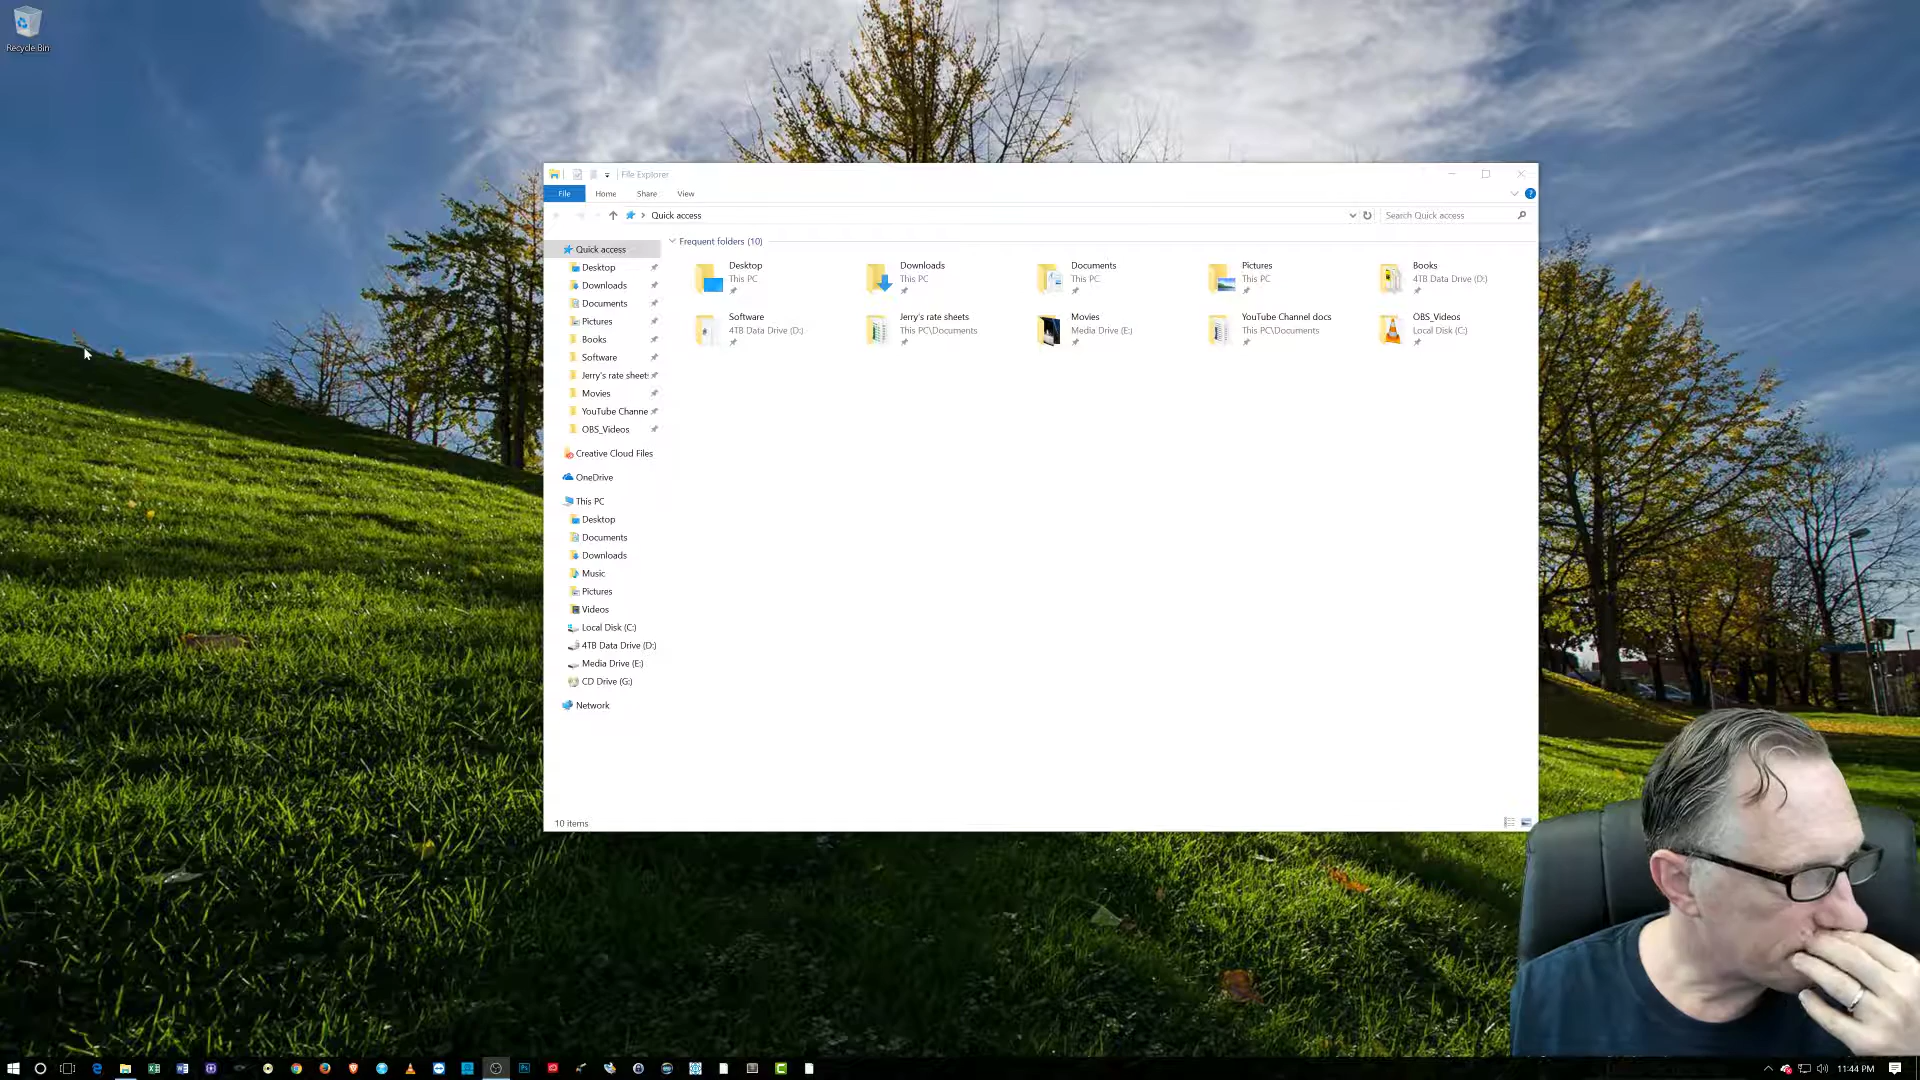 Recycle Bin
File Explorer
File Home Share View
Quick access
Search Quick access
Quick access
Desktop
Downloads
Documents
Pictures
Books
Software
Jerry's rate sheet
Movies
YouTube Channe
OBS_Videos
Creative Cloud Files
OneDrive
This PC
Desktop
Documents
Downloads
Music
Pictures
Videos
Local Disk (C:)
4TB Data Drive (D:)
Media Drive (E:)
CD Drive (G:)
Network
Frequent folders (10)
Desktop
This PC
Downloads
This PC
Documents
This PC
Pictures
This PC
Books
4TB Data Drive (D:)
Software
4TB Data Drive (D:)
Jerry's rate sheets
This PC\Documents
Movies
Media Drive (E:)
YouTube Channel docs
This PC\Documents
OBS_Videos
Local Disk (C:)
10 items
11:44 PM